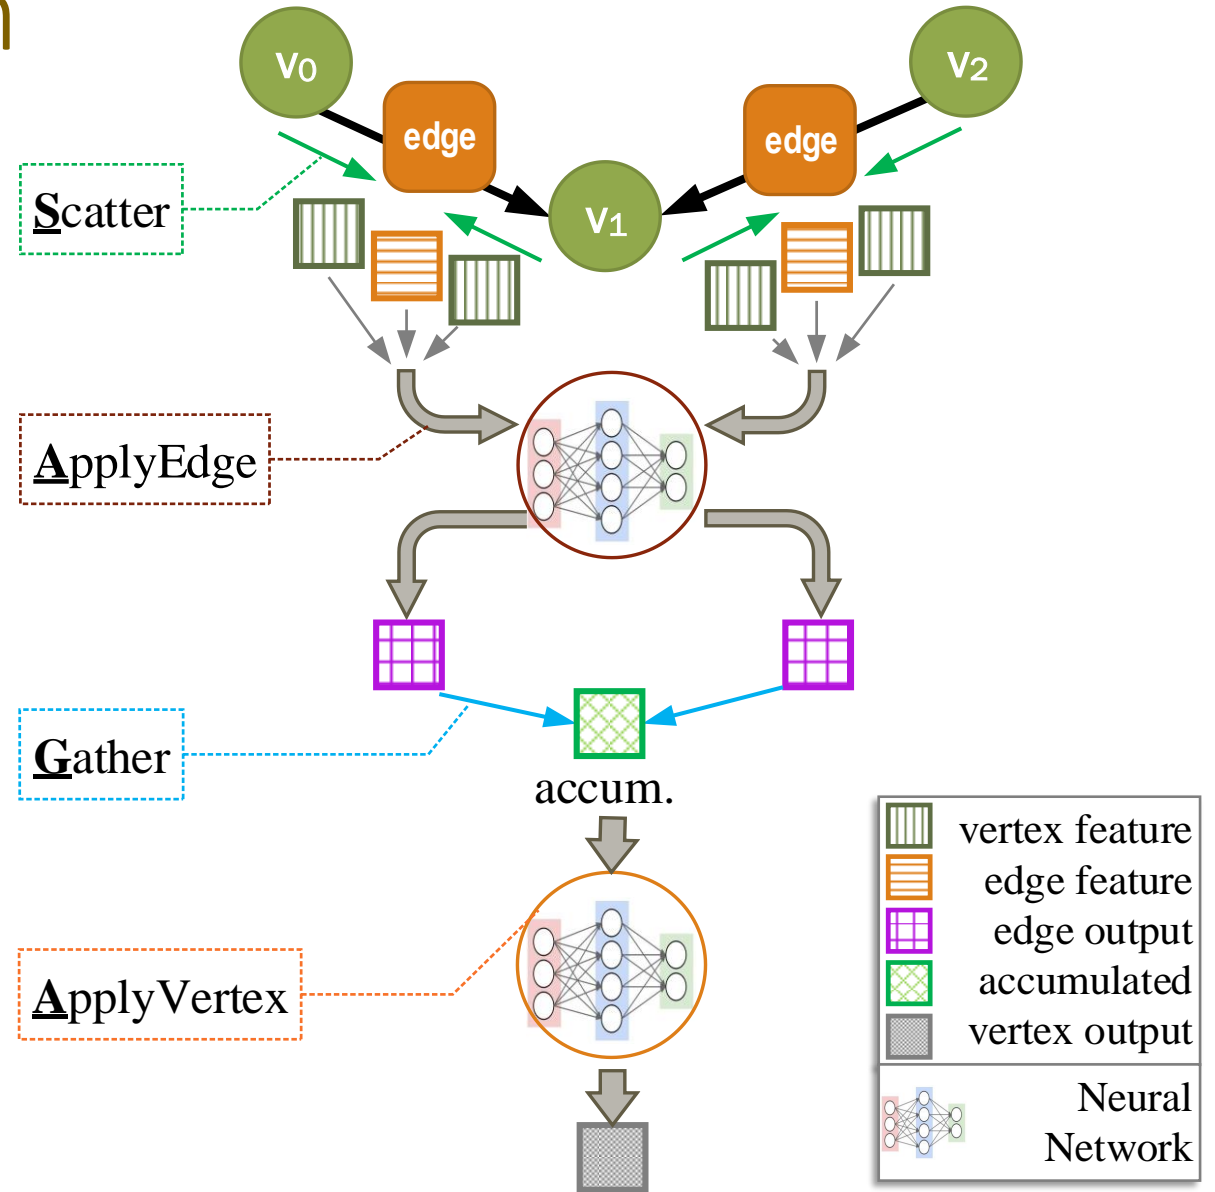 n
V0
V2
edge
edge
V1
Scatter
ApplyEdge
Gather
accum.
ApplyVertex
vertex feature
edge feature
edge output
accumulated
vertex output
Neural
Network